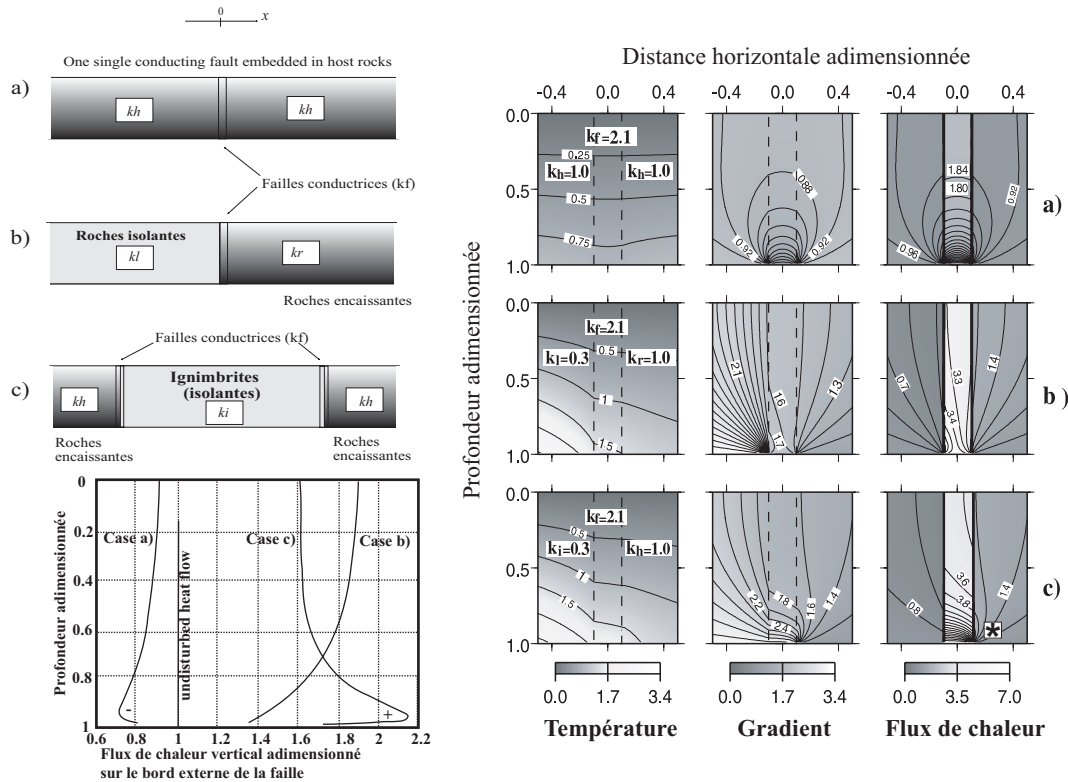 0
x
One single conducting fault embedded in host rocks
a)
kh
kh
Failles conductrices (kf)
b)
Roches isolantes
kl
kr
Roches encaissantes
Failles conductrices (kf)
c)
kh
Ignimbrites
(isolantes)
ki
kh
Roches
encaissantes
Roches
encaissantes
Profondeur adimensionnée
0
0.2
0.4
0.6
0.8
1
Case a)
undisturbed heat flow
Case c)
Case b)
-
+
0.6
0.8
1
1.2
1.4
1.6
1.8
2
2.2
Flux de chaleur vertical adimensionné
sur le bord externe de la faille
Distance horizontale adimensionnée
-0.4 0.0 0.4
-0.4 0.0 0.4
-0.4 0.0 0.4
Profondeur adimensionnée
0.0
0.5
1.0
kf=2.1
kh=1.0
kh=1.0
0.25
0.5
0.75
0.88
0.92
0.92
1.84
1.80
0.92
0.96
a)
0.0
0.5
1.0
kf=2.1
kl=0.3
kr=1.0
0.5
1
1.5
2.1
1.6
1.7
1.3
0.7
3.3
3.4
1.4
b )
0.0
0.5
1.0
kf=2.1
ki=0.3
kh=1.0
0.5
1
1.5
2.2
1.8
2.4
1.6
1.4
0.8
3.6
3.8
1.4
*
c)
0.0 1.7 3.4
0.0 1.7 3.4
0.0 3.5 7.0
Température
Gradient
Flux de chaleur